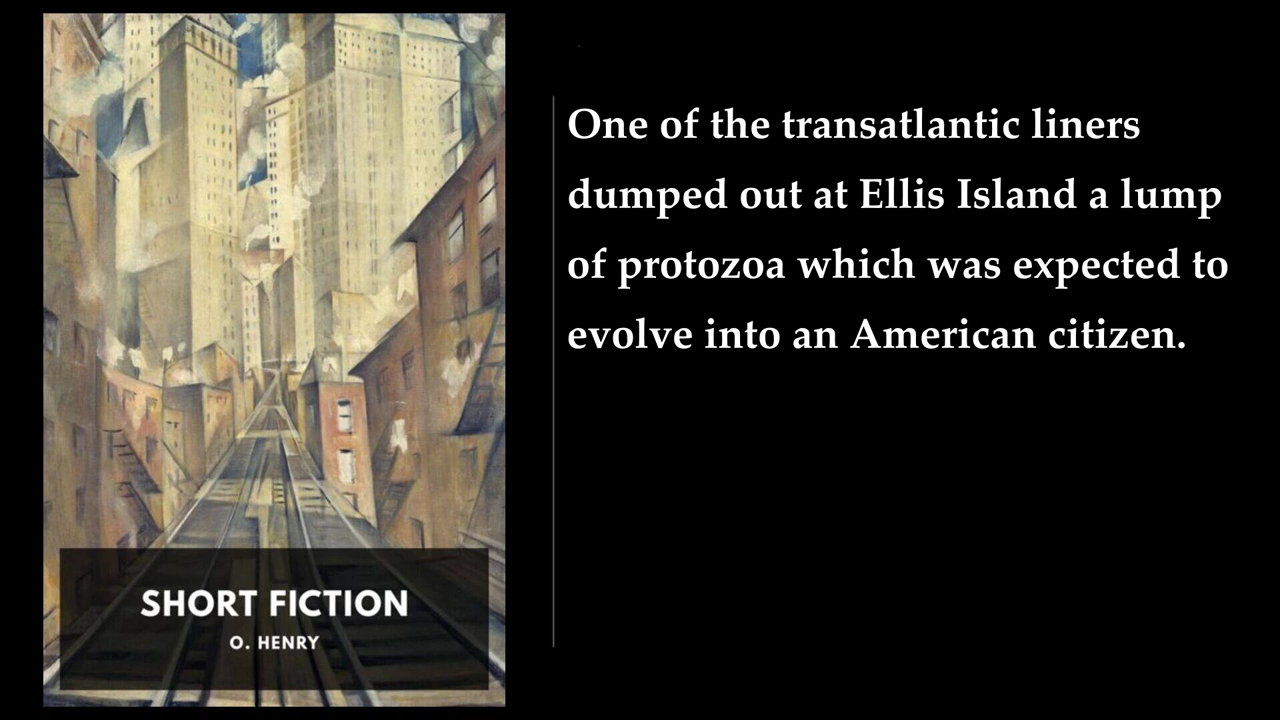 SHORT FICTION
O. HENRY
One of the transatlantic liners
dumped out at Ellis Island a lump
of protozoa which was expected to
evolve into an American citizen.